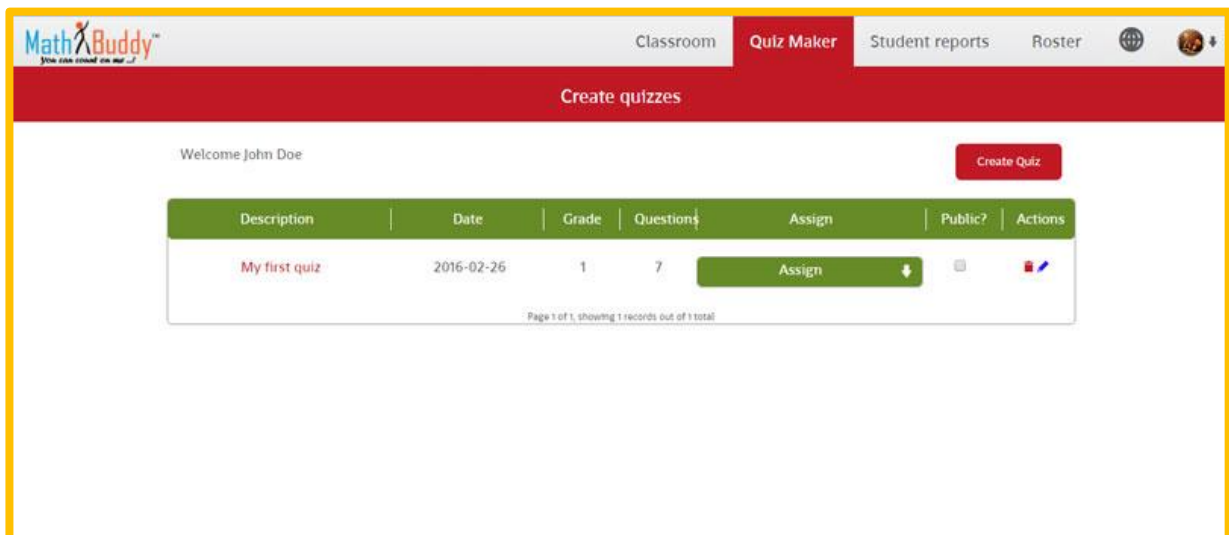 MathBuddy™
You can count on me ...!
Classroom Quiz Maker Student reports Roster
Create quizzes
Welcome John Doe
Create Quiz
Description Date Grade Questions Assign Public? Actions
My first quiz 2016-02-26 1 7 Assign
Page 1 of 1, showing 1 records out of 1 total